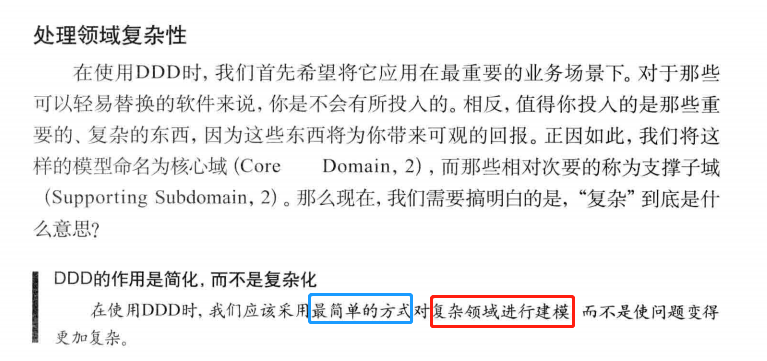 处理领域复杂性
在使用DDD时，我们首先希望将它应用在最重要的业务场景下。对于那些
可以轻易替换的软件来说，你是不会有所投入的。相反，值得你投入的是那些重
要的、复杂的东西，因为这些东西将为你带来可观的回报。正因如此，我们将这
样的模型命名为核心域（Core Domain, 2），而那些相对次要的称为支撑子域
（Supporting Subdomain, 2）。那么现在，我们需要搞明白的是，“复杂”到底是什
么意思？
DDD的作用是简化，而不是复杂化
在使用DDD时，我们应该采用最简单的方式对复杂领域进行建模，而不是使问题变得
更加复杂。